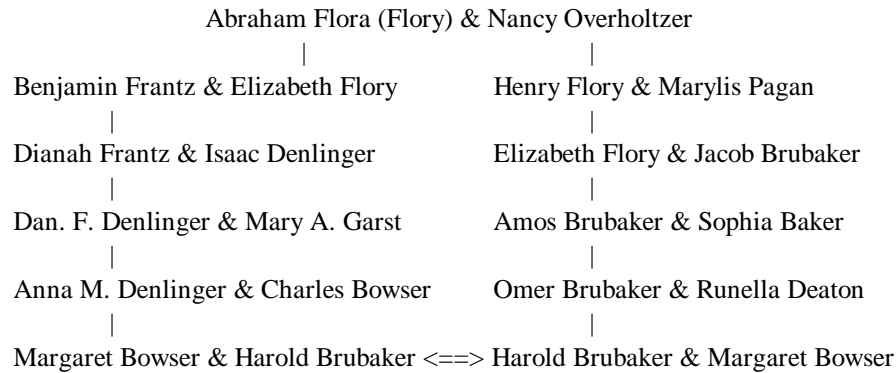 Abraham Flora (Flory) & Nancy Overholtzer
| |
Benjamin Frantz & Elizabeth Flory Henry Flory & Marylis Pagan
| |
Dianah Frantz & Isaac Denlinger Elizabeth Flory & Jacob Brubaker
| |
Dan. F. Denlinger & Mary A. Garst Amos Brubaker & Sophia Baker
| |
Anna M. Denlinger & Charles Bowser Omer Brubaker & Runella Deaton
| |
Margaret Bowser & Harold Brubaker <==> Harold Brubaker & Margaret Bowser